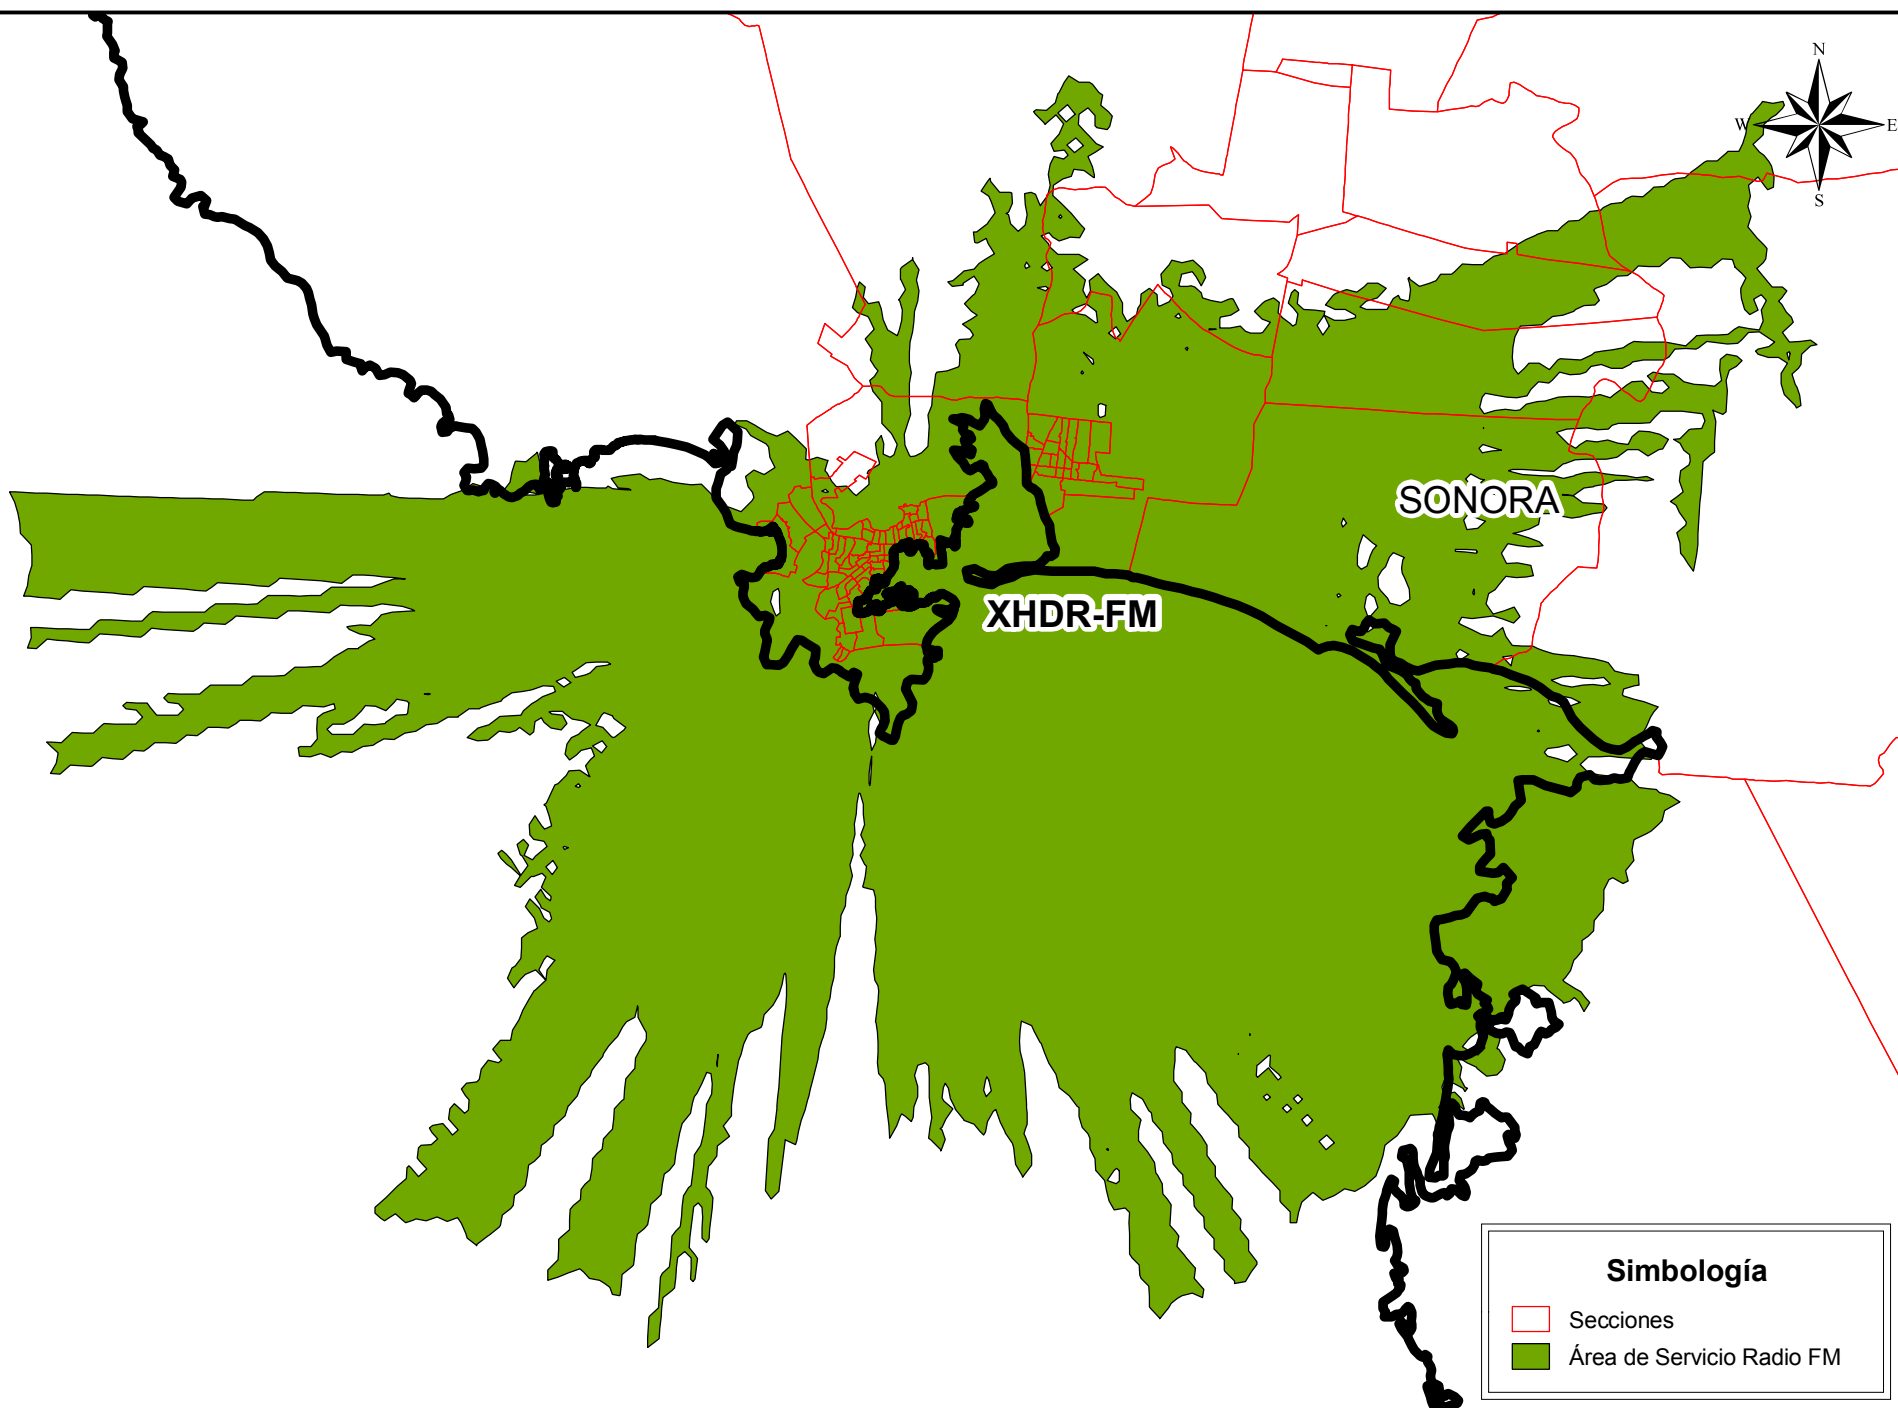 N
W E
S
SONORA
XHDR-FM
Simbología
Secciones
Área de Servicio Radio FM